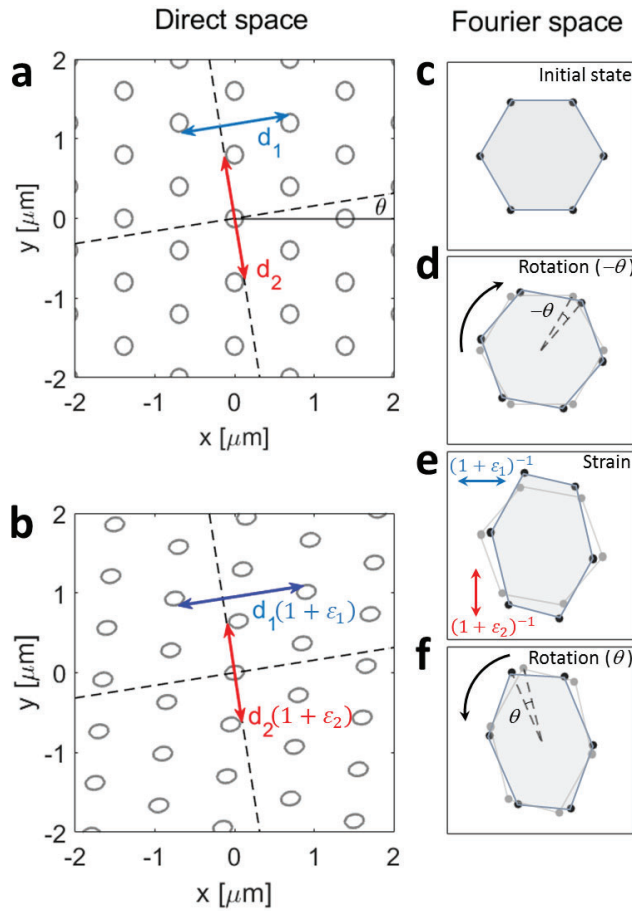 Direct space
Fourier space
a
2
1
0
-1
-2
y [μm]
d1
d2
θ
-2 -1 0 1 2
x [μm]
b
2
1
0
-1
-2
y [μm]
d1(1 + ε1)
d2(1 + ε2)
-2 -1 0 1 2
x [μm]
c
Initial state
d
Rotation (−θ)
−θ
e
Strain
(1 + ε1)⁻¹
(1 + ε2)⁻¹
f
Rotation (θ)
θ